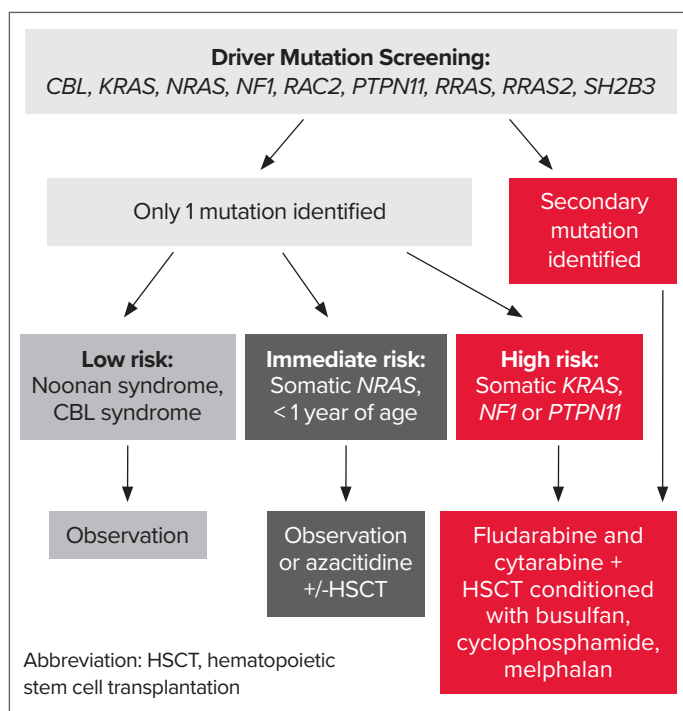 Driver Mutation Screening:
CBL, KRAS, NRAS, NF1, RAC2, PTPN11, RRAS, RRAS2, SH2B3
Only 1 mutation identified
Secondary
mutation
identified
Low risk:
Noonan syndrome,
CBL syndrome
Immediate risk:
Somatic NRAS,
< 1 year of age
High risk:
Somatic KRAS,
NF1 or PTPN11
Observation
Observation
or azacitidine
+/-HSCT
Fludarabine and
cytarabine +
HSCT conditioned
with busulfan,
cyclophosphamide,
melphalan
Abbreviation: HSCT, hematopoietic
stem cell transplantation